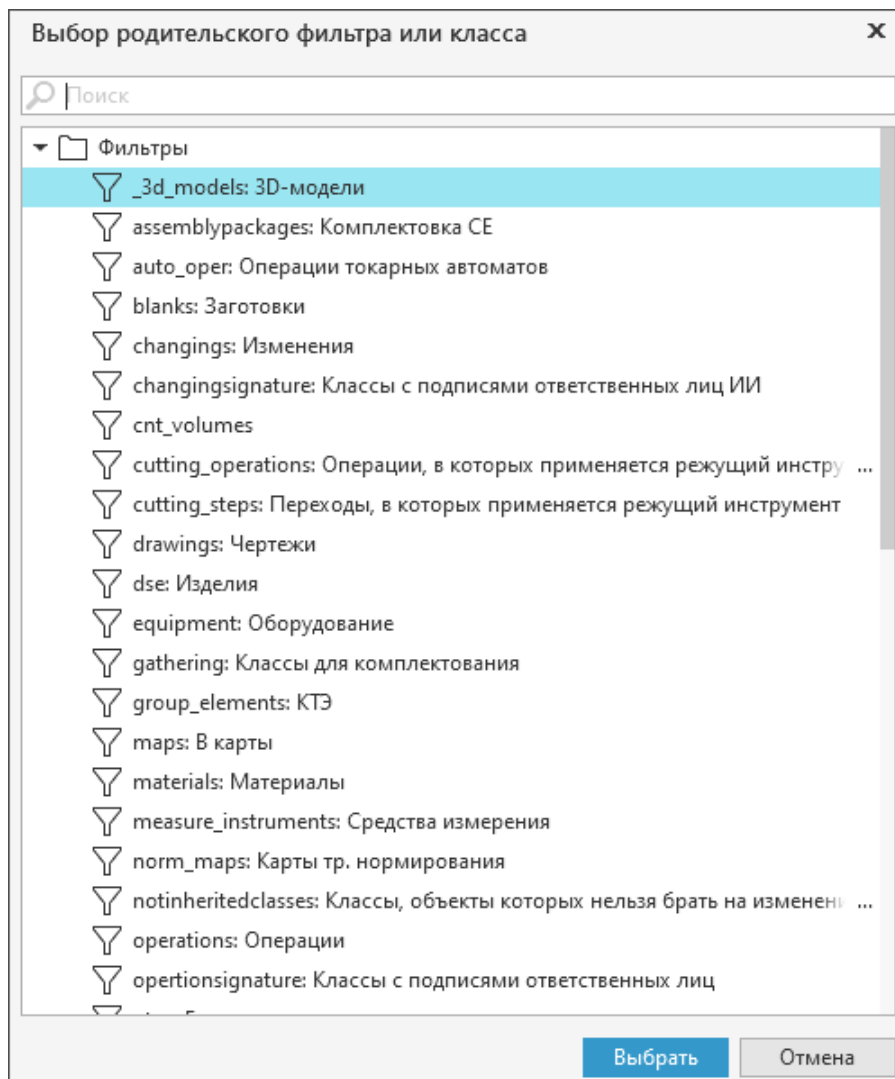 Выбор родительского фильтра или класса
Поиск
Фильтры
_3d_models: 3D-модели
assemblypackages: Комплектовка СЕ
auto_oper: Операции токарных автоматов
blanks: Заготовки
changings: Изменения
changingsignature: Классы с подписями ответственных лиц ИИ
cnt_volumes
cutting_operations: Операции, в которых применяется режущий инстру ...
cutting_steps: Переходы, в которых применяется режущий инструмент
drawings: Чертежи
dse: Изделия
equipment: Оборудование
gathering: Классы для комплектования
group_elements: КТЭ
maps: В карты
materials: Материалы
measure_instruments: Средства измерения
norm_maps: Карты тр. нормирования
notinheritedclasses: Классы, объекты которых нельзя брать на изменени ...
operations: Операции
opertionsignature: Классы с подписями ответственных лиц
Выбрать Отмена